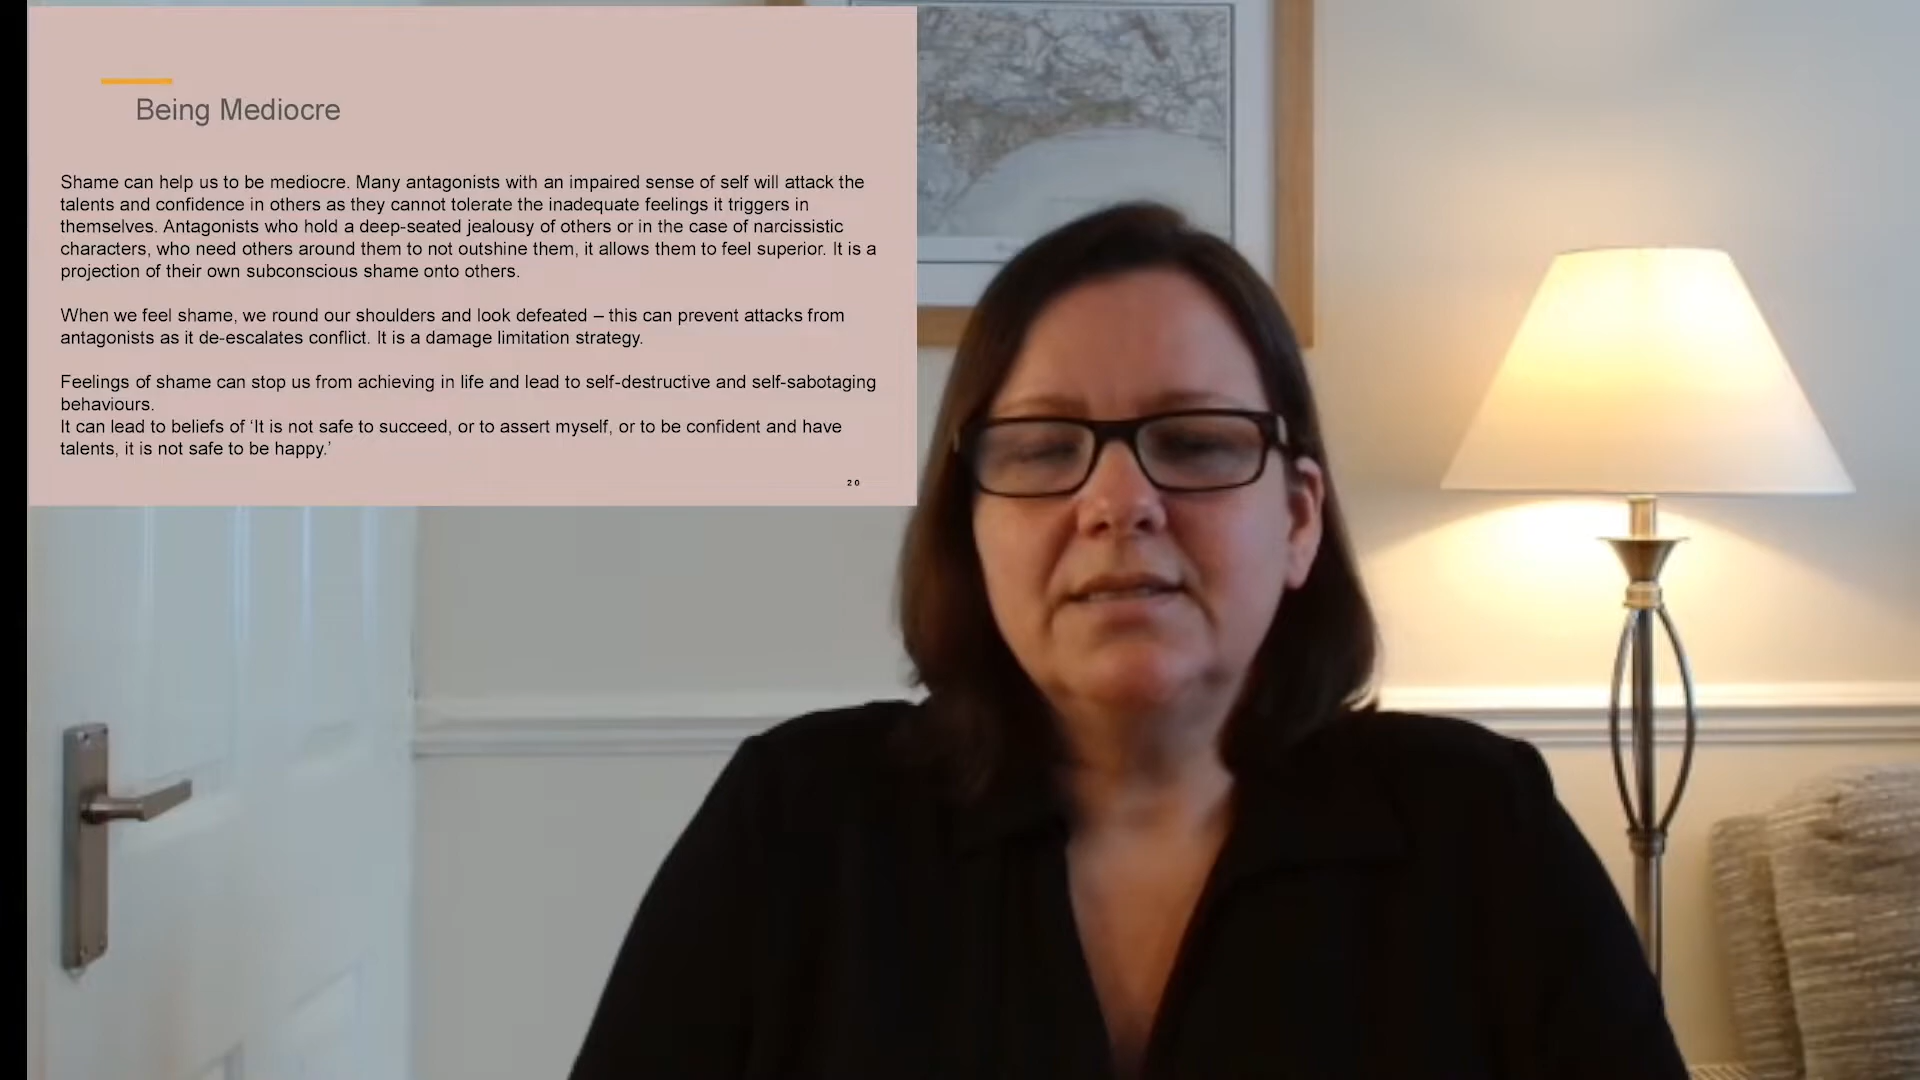 Being Mediocre
Shame can help us to be mediocre. Many antagonists with an impaired sense of self will attack the
talents and confidence in others as they cannot tolerate the inadequate feelings it triggers in
themselves. Antagonists who hold a deep-seated jealousy of others or in the case of narcissistic
characters, who need others around them to not outshine them, it allows them to feel superior. It is a
projection of their own subconscious shame onto others.
When we feel shame, we round our shoulders and look defeated – this can prevent attacks from
antagonists as it de-escalates conflict. It is a damage limitation strategy.
Feelings of shame can stop us from achieving in life and lead to self-destructive and self-sabotaging
behaviours.
It can lead to beliefs of ‘It is not safe to succeed, or to assert myself, or to be confident and have
talents, it is not safe to be happy.’
20